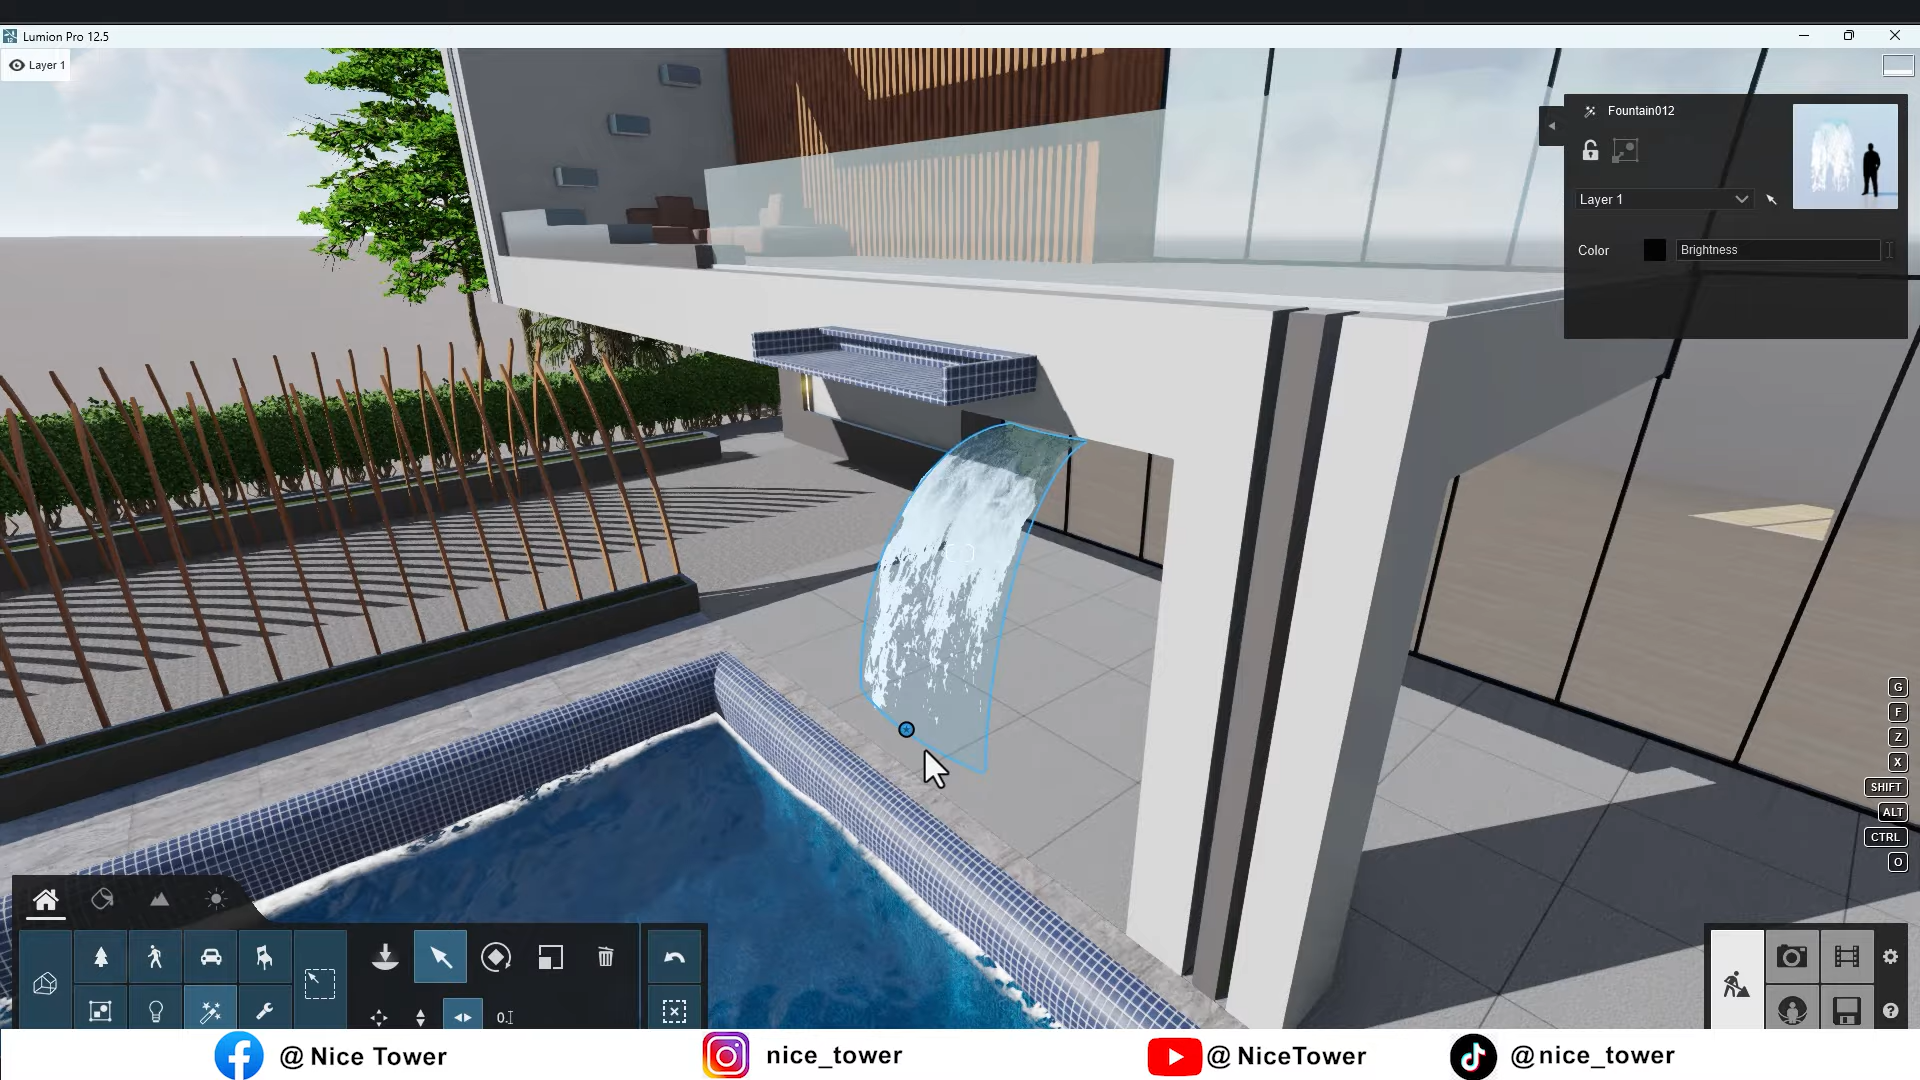 Lumion Pro 12.5
Layer 1
Fountain012
Layer 1
Color
Brightness
G
F
Z
X
SHIFT
ALT
CTRL
O
@ Nice Tower
nice_tower
@ NiceTower
@nice_tower